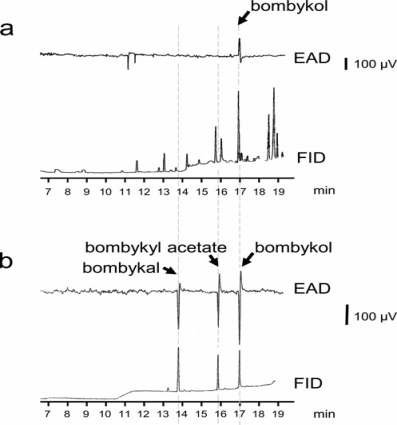 a
bombykol
EAD
100 µV
FID
7 8 9 10 11 12 13 14 15 16 17 18 19 min
b
bombykyl acetate bombykol
bombykal
EAD
100 µV
FID
7 8 9 10 11 12 13 14 15 16 17 18 19 min